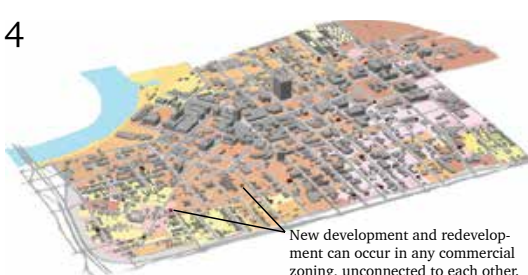 4
New development and redevelop-
ment can occur in any commercial
zoning, unconnected to each other.